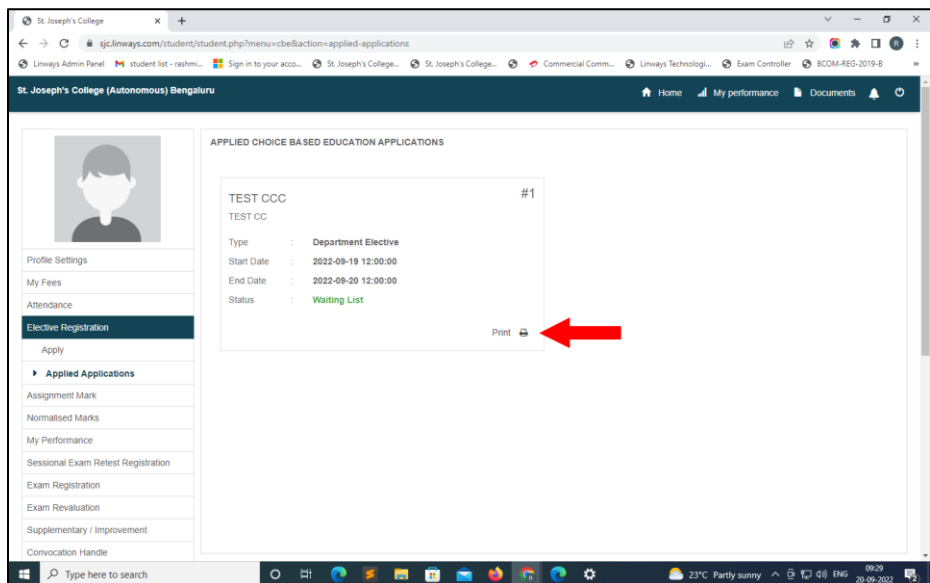 St. Joseph's College
sjc.linways.com/student/student.php?menu=cbe&action=applied-applications
Linways Admin Panel student list - rashmi... Sign in to your acco... St. Joseph's College... St. Joseph's College... Commercial Comm... Linways Technologi... Exam Controller BCOM-REG-2019-B
St. Joseph's College (Autonomous) Bengaluru Home My performance Documents
APPLIED CHOICE BASED EDUCATION APPLICATIONS
TEST CCC #1
TEST CC
Type : Department Elective
Start Date : 2022-09-19 12:00:00
End Date : 2022-09-20 12:00:00
Status : Waiting List
Print
Profile Settings
My Fees
Attendance
Elective Registration
Apply
Applied Applications
Assignment Mark
Normalised Marks
My Performance
Sessional Exam Retest Registration
Exam Registration
Exam Revaluation
Supplementary / Improvement
Convocation Handle
Type here to search 23°C Partly sunny ENG 09:29
20-09-2022